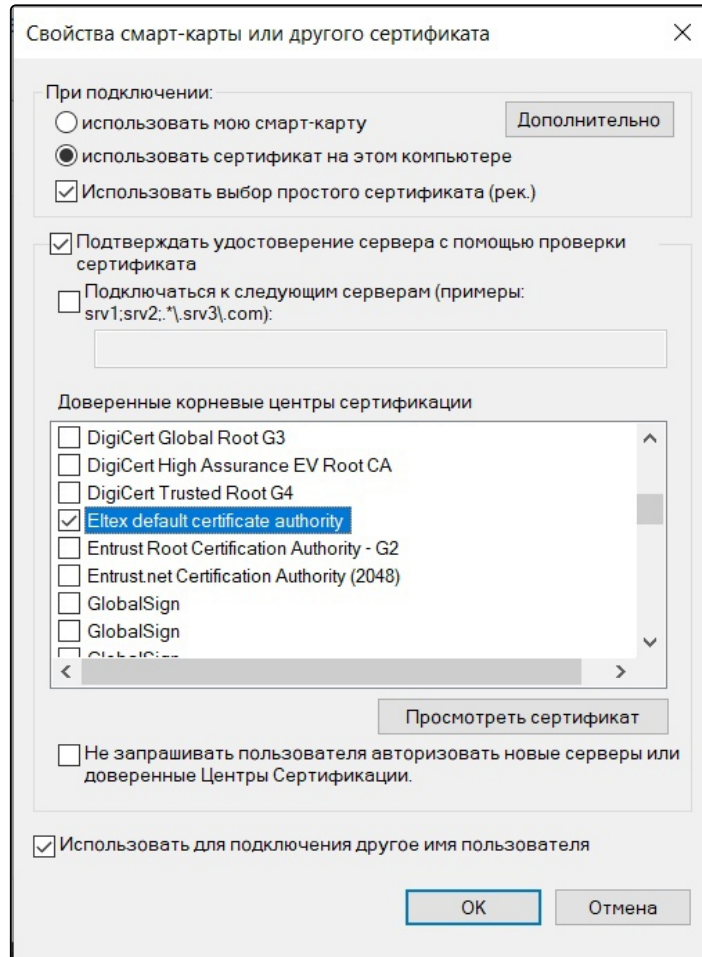 Свойства смарт-карты или другого сертификата
При подключении:
использовать мою смарт-карту
Дополнительно
использовать сертификат на этом компьютере
Использовать выбор простого сертификата (рек.)
Подтверждать удостоверение сервера с помощью проверки
сертификата
Подключаться к следующим серверам (примеры:
srv1;srv2;.*\.srv3\.com):
Доверенные корневые центры сертификации
DigiCert Global Root G3
DigiCert High Assurance EV Root CA
DigiCert Trusted Root G4
Eltex default certificate authority
Entrust Root Certification Authority - G2
Entrust.net Certification Authority (2048)
GlobalSign
GlobalSign
GlobalSign
Просмотреть сертификат
Не запрашивать пользователя авторизовать новые серверы или
доверенные Центры Сертификации.
Использовать для подключения другое имя пользователя
OK
Отмена